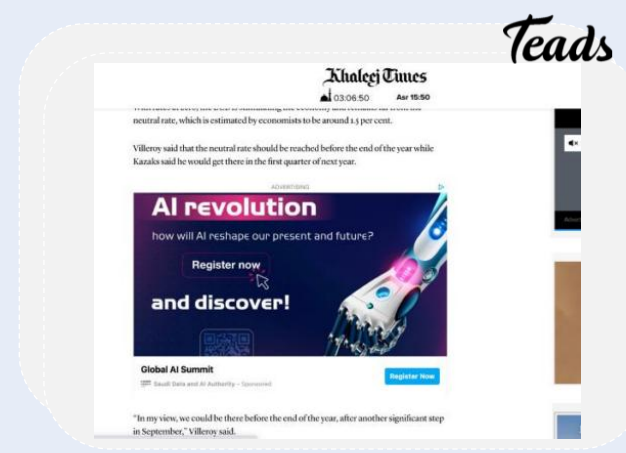 Teads
Khaleej Times
03:06:50 Asr 15:50
neutral rate, which is estimated by economists to be around 1.5 per cent.
Villeroy said that the neutral rate should be reached before the end of the year while
Kazaks said he would get there in the first quarter of next year.
ADVERTISING
AI revolution
how will AI reshape our present and future?
Register now
and discover!
Global AI Summit
Saudi Data and AI Authority - Sponsored
Register Now
"In my view, we could be there before the end of the year, after another significant step
in September," Villeroy said.